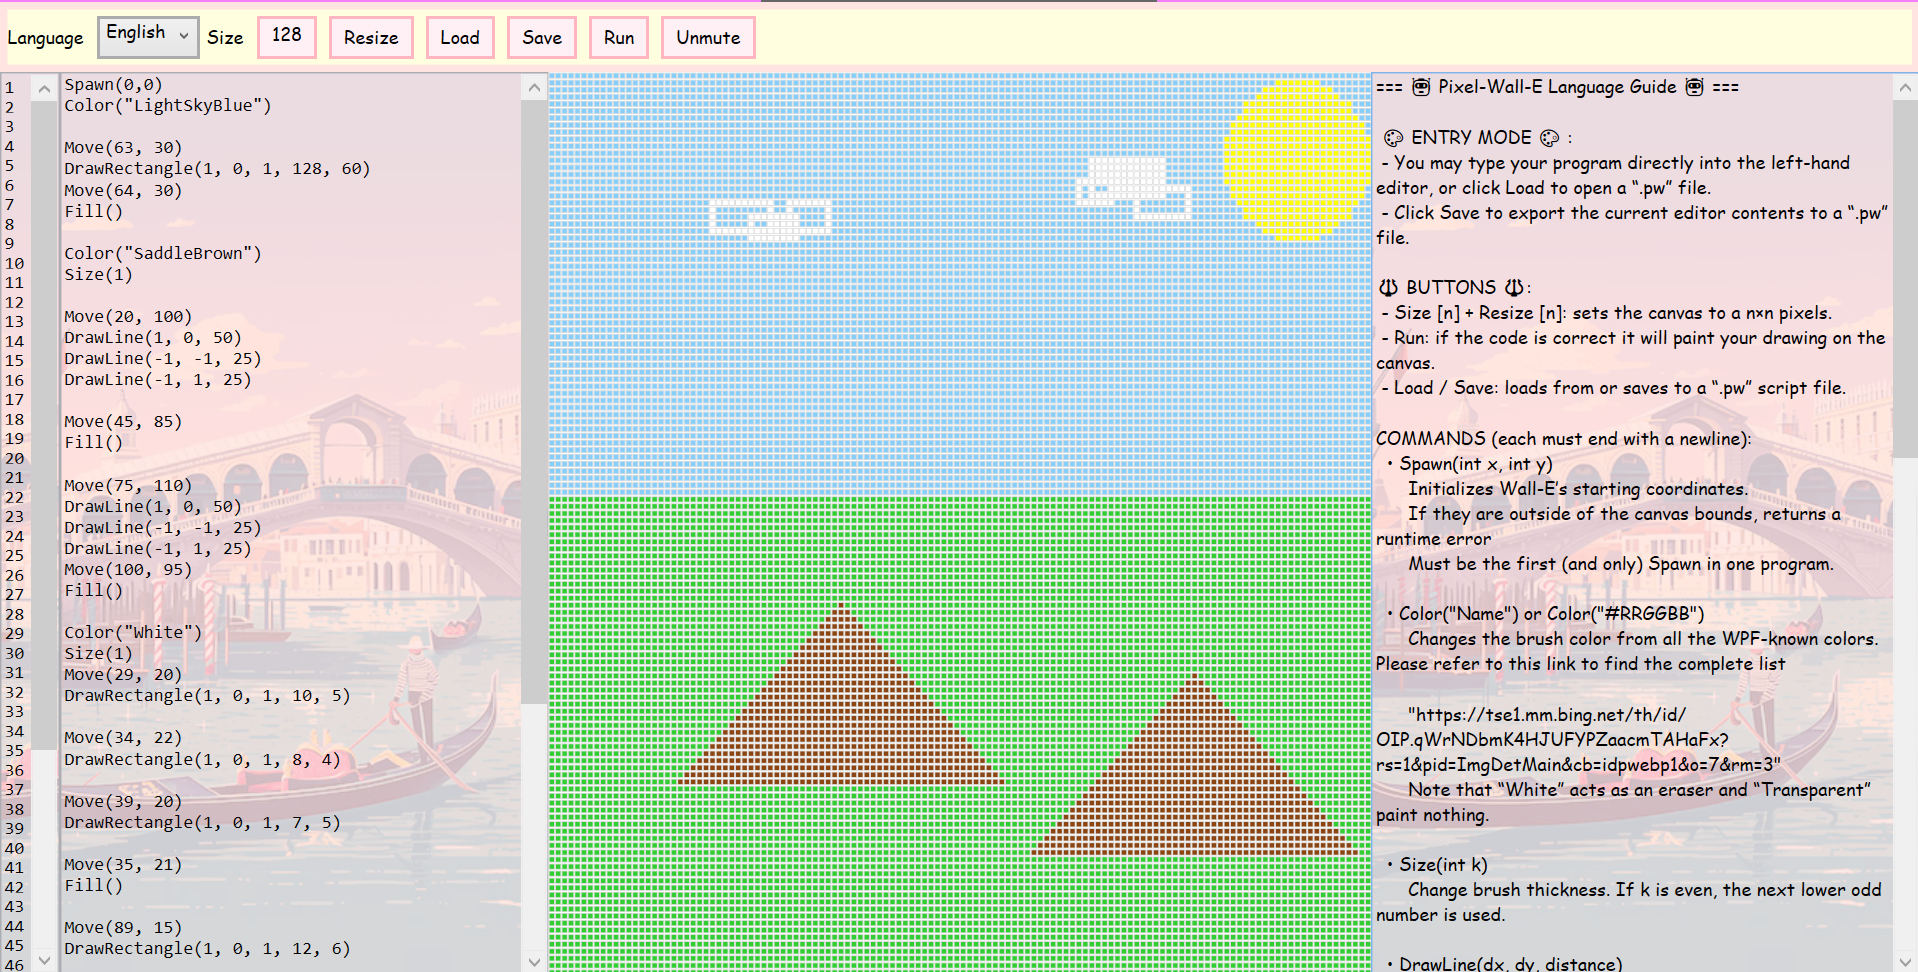 Language English Size 128 Resize Load Save Run Unmute
1
2
3
4
5
6
7
8
9
10
11
12
13
14
15
16
17
18
19
20
21
22
23
24
25
26
27
28
29
30
31
32
33
34
35
36
37
38
39
40
41
42
43
44
45
46
Spawn(0,0)
Color("LightSkyBlue")
Move(63, 30)
DrawRectangle(1, 0, 1, 128, 60)
Move(64, 30)
Fill()
Color("SaddleBrown")
Size(1)
Move(20, 100)
DrawLine(1, 0, 50)
DrawLine(-1, -1, 25)
DrawLine(-1, 1, 25)
Move(45, 85)
Fill()
Move(75, 110)
DrawLine(1, 0, 50)
DrawLine(-1, -1, 25)
DrawLine(-1, 1, 25)
Move(100, 95)
Fill()
Color("White")
Size(1)
Move(29, 20)
DrawRectangle(1, 0, 1, 10, 5)
Move(34, 22)
DrawRectangle(1, 0, 1, 8, 4)
Move(39, 20)
DrawRectangle(1, 0, 1, 7, 5)
Move(35, 21)
Fill()
Move(89, 15)
DrawRectangle(1, 0, 1, 12, 6)
=== 🤖 Pixel-Wall-E Language Guide 🤖 ===
🎨 ENTRY MODE 🎨 :
- You may type your program directly into the left-hand
editor, or click Load to open a “.pw” file.
- Click Save to export the current editor contents to a “.pw”
file.
🔱 BUTTONS 🔱:
- Size [n] + Resize [n]: sets the canvas to a n×n pixels.
- Run: if the code is correct it will paint your drawing on the
canvas.
- Load / Save: loads from or saves to a “.pw” script file.
COMMANDS (each must end with a newline):
• Spawn(int x, int y)
Initializes Wall-E’s starting coordinates.
If they are outside of the canvas bounds, returns a
runtime error
Must be the first (and only) Spawn in one program.
• Color("Name") or Color("#RRGGBB")
Changes the brush color from all the WPF-known colors.
Please refer to this link to find the complete list
"https://tse1.mm.bing.net/th/id/
OIP.qWrNDbmK4HJUFYPZaacmTAHaFx?
rs=1&pid=ImgDetMain&cb=idpwebp1&o=7&rm=3"
Note that “White” acts as an eraser and “Transparent”
paint nothing.
• Size(int k)
Change brush thickness. If k is even, the next lower odd
number is used.
• DrawLine(dx, dy, distance)